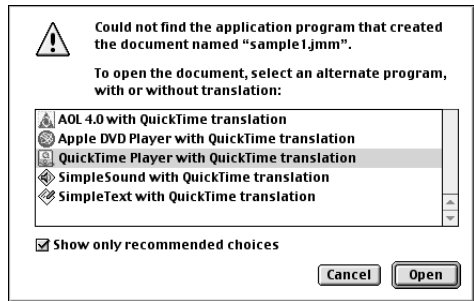 Could not find the application program that created
the document named “sample1.jmm”.
To open the document, select an alternate program,
with or without translation:
AOL 4.0 with QuickTime translation
Apple DVD Player with QuickTime translation
QuickTime Player with QuickTime translation
SimpleSound with QuickTime translation
SimpleText with QuickTime translation
Show only recommended choices
Cancel Open